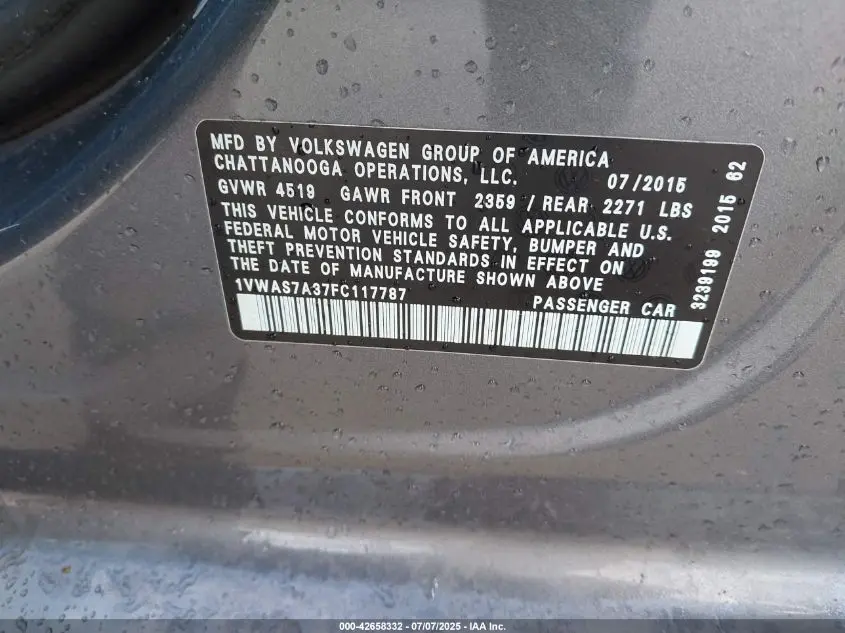 MFD BY VOLKSWAGEN GROUP OF AMERICA
CHATTANOOGA OPERATIONS, LLC. 07/2015
GVWR 4519 GAWR FRONT 2359 / REAR 2271 LBS
THIS VEHICLE CONFORMS TO ALL APPLICABLE U.S.
FEDERAL MOTOR VEHICLE SAFETY, BUMPER AND
THEFT PREVENTION STANDARDS IN EFFECT ON
THE DATE OF MANUFACTURE SHOWN ABOVE
1VWAS7A37FC117787 PASSENGER CAR
3239199 2015 62
000-42658332 - 07/07/2025 - IAA Inc.